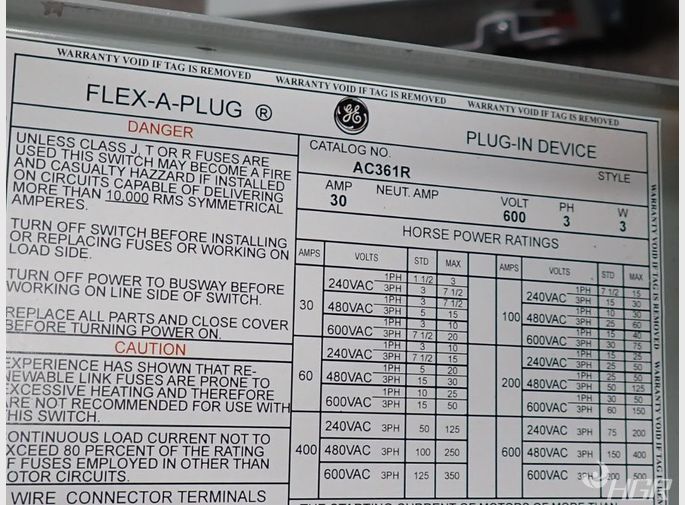 WARRANTY VOID IF TAG IS REMOVED WARRANTY VOID IF TAG IS REMOVED WARRANTY VOID IF TAG IS REMOVED
FLEX-A-PLUG ®
DANGER
UNLESS CLASS J, T OR R FUSES ARE
USED THIS SWITCH MAY BECOME A FIRE
AND CASUALTY HAZZARD IF INSTALLED
ON CIRCUITS CAPABLE OF DELIVERING
MORE THAN 10,000 RMS SYMMETRICAL
AMPERES.
TURN OFF SWITCH BEFORE INSTALLING
OR REPLACING FUSES OR WORKING ON
LOAD SIDE.
TURN OFF POWER TO BUSWAY BEFORE
WORKING ON LINE SIDE OF SWITCH.
REPLACE ALL PARTS AND CLOSE COVER
BEFORE TURNING POWER ON.
CAUTION
EXPERIENCE HAS SHOWN THAT RE-
NEWABLE LINK FUSES ARE PRONE TO
EXCESSIVE HEATING AND THEREFORE
ARE NOT RECOMMENDED FOR USE WITH
THIS SWITCH.
CONTINUOUS LOAD CURRENT NOT TO
EXCEED 80 PERCENT OF THE RATING
OF FUSES EMPLOYED IN OTHER THAN
MOTOR CIRCUITS.
WIRE CONNECTOR TERMINALS
GE
PLUG-IN DEVICE
CATALOG NO. STYLE
AC361R
AMP NEUT. AMP VOLT PH W
30 600 3 3
HORSE POWER RATINGS
AMPS VOLTS STD MAX
30
240VAC 1PH 1 1/2 3
3PH 3 7 1/2
480VAC 1PH 3 7 1/2
3PH 5 15
600VAC 1PH 3 10
3PH 7 1/2 20
60
240VAC 1PH 3 10
3PH 7 1/2 15
480VAC 1PH 5 20
3PH 15 30
600VAC 1PH 10 25
3PH 15 50
400
240VAC 3PH 50 125
480VAC 3PH 100 250
600VAC 3PH 125 350
AMPS VOLTS STD MAX
100
240VAC 1PH 7 1/2 15
3PH 15 30
480VAC 1PH 10 30
3PH 25 60
600VAC 1PH 15 40
3PH 30 75
200
240VAC 1PH 15 25
3PH 25
480VAC 1PH 25 50
3PH 50
600VAC 1PH 30 50
3PH 60 150
600
240VAC 3PH 75 200
480VAC 3PH 150 400
600VAC 3PH 200 500
WARRANTY VOID IF TAG IS REMOVED WARRANTY VOID IF TAG IS REMOVED
THE STARTING CURRENT OF MOTORS OF MORE THAN
HGR